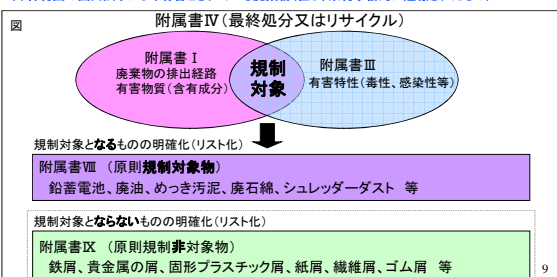 図
附属書Ⅳ(最終処分又はリサイクル)
附属書Ⅰ
廃棄物の排出経路
有害物質(含有成分)
規制
対象
附属書Ⅲ
有害特性(毒性、感染性等)
規制対象となるものの明確化(リスト化)
附属書Ⅷ (原則規制対象物)
鉛蓄電池、廃油、めっき汚泥、廃石綿、シュレッダーダスト 等
規制対象とならないものの明確化(リスト化)
附属書Ⅸ (原則規制非対象物)
鉄屑、貴金属の屑、固形プラスチック屑、紙屑、繊維屑、ゴム屑 等
9